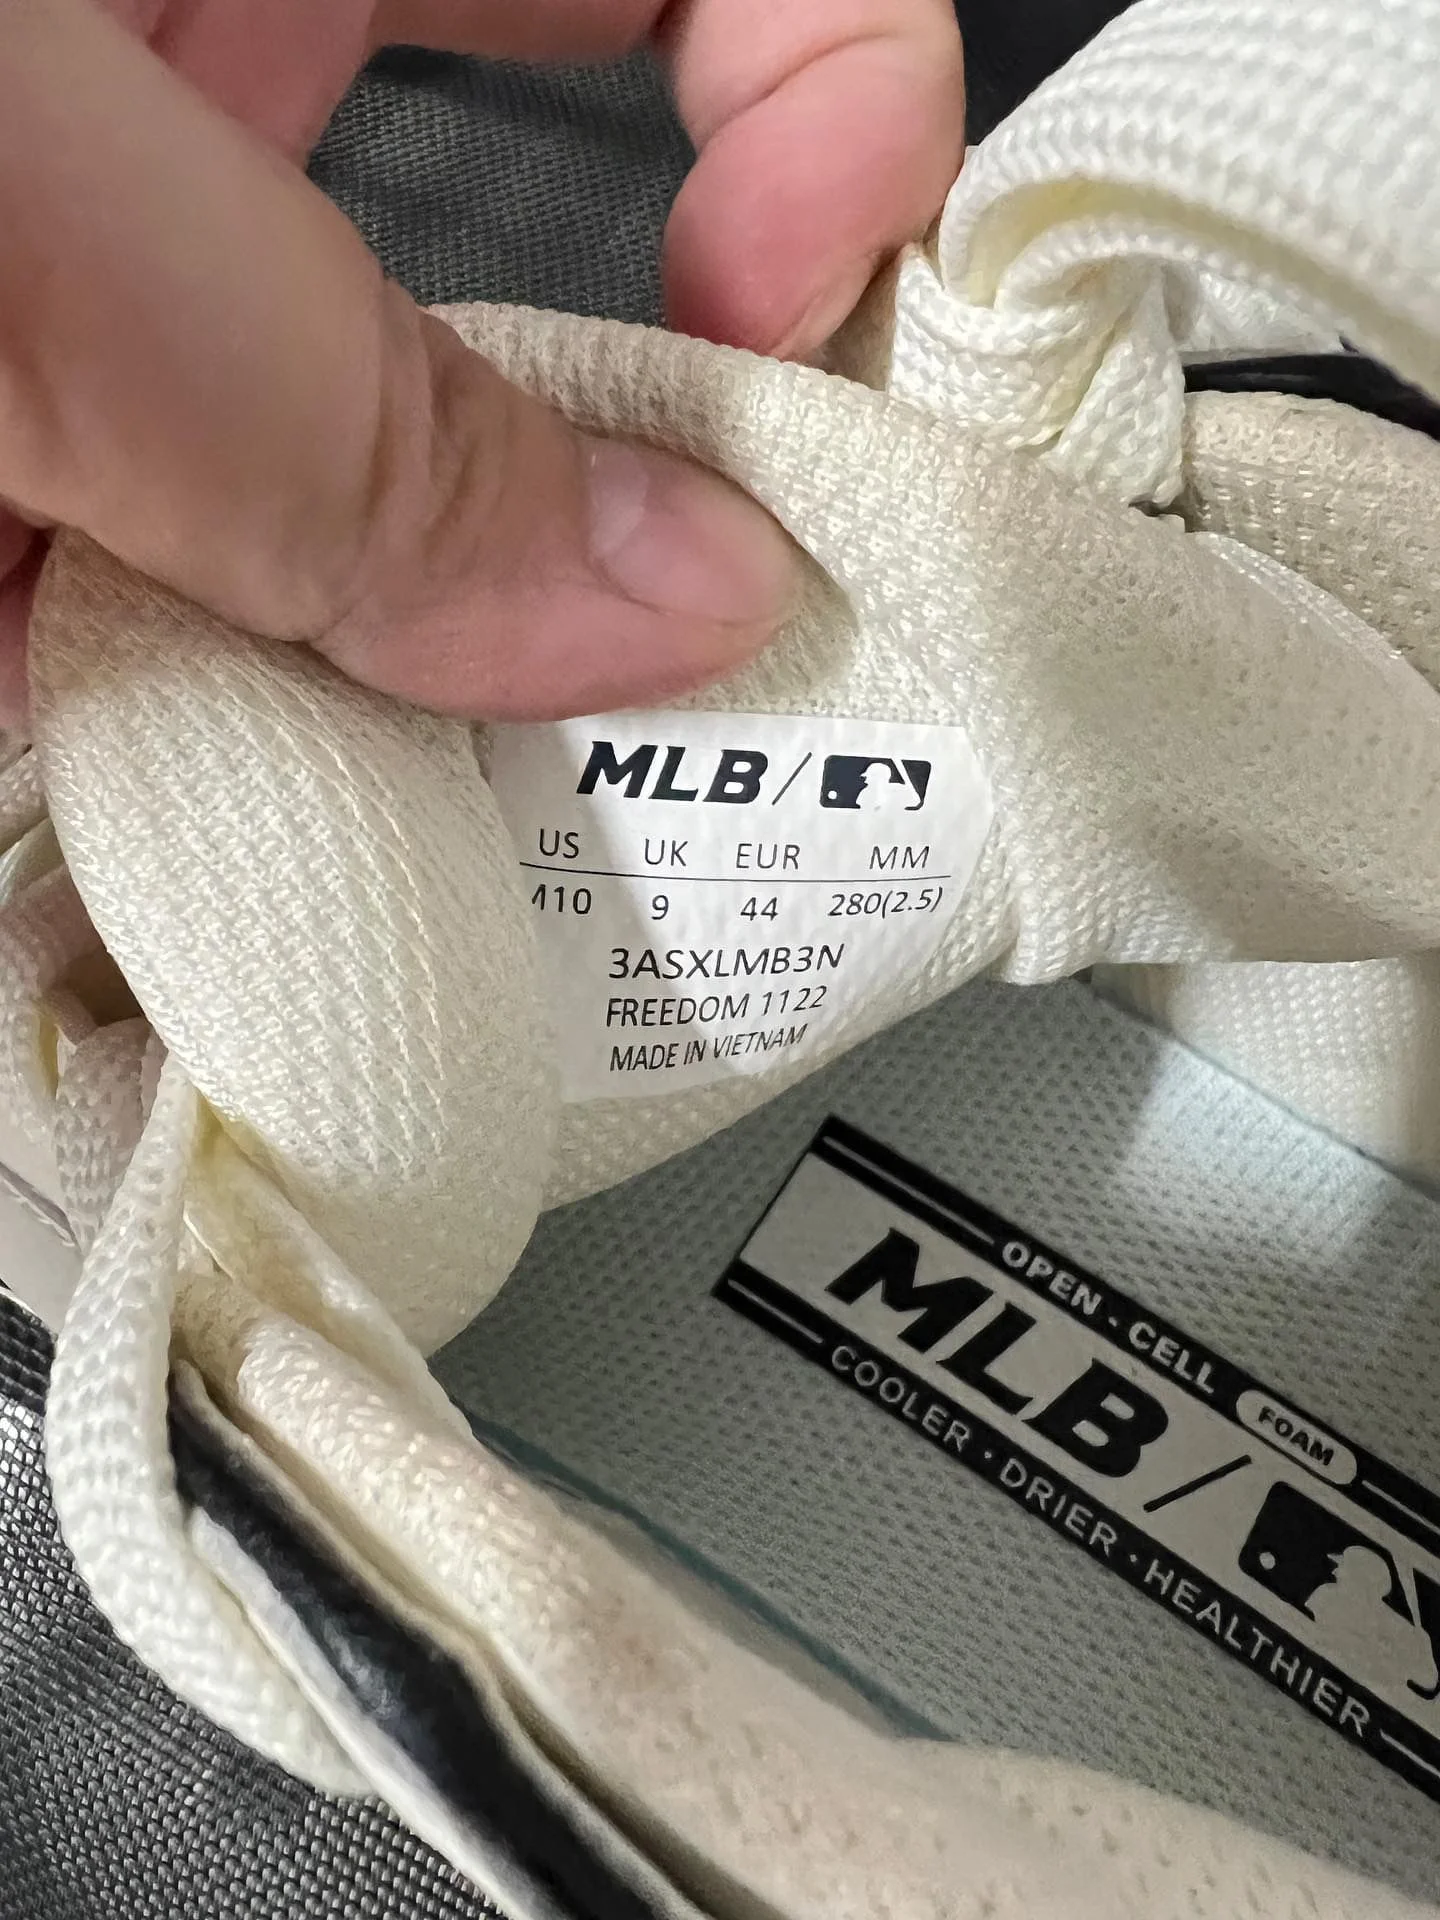 MLB/
US UK EUR MM
M10 9 44 280(2.5)
3ASXLMB3N
FREEDOM 1122
MADE IN VIETNAM
OPEN . CELL FOAM
MLB/
COOLER · DRIER · HEALTHIER